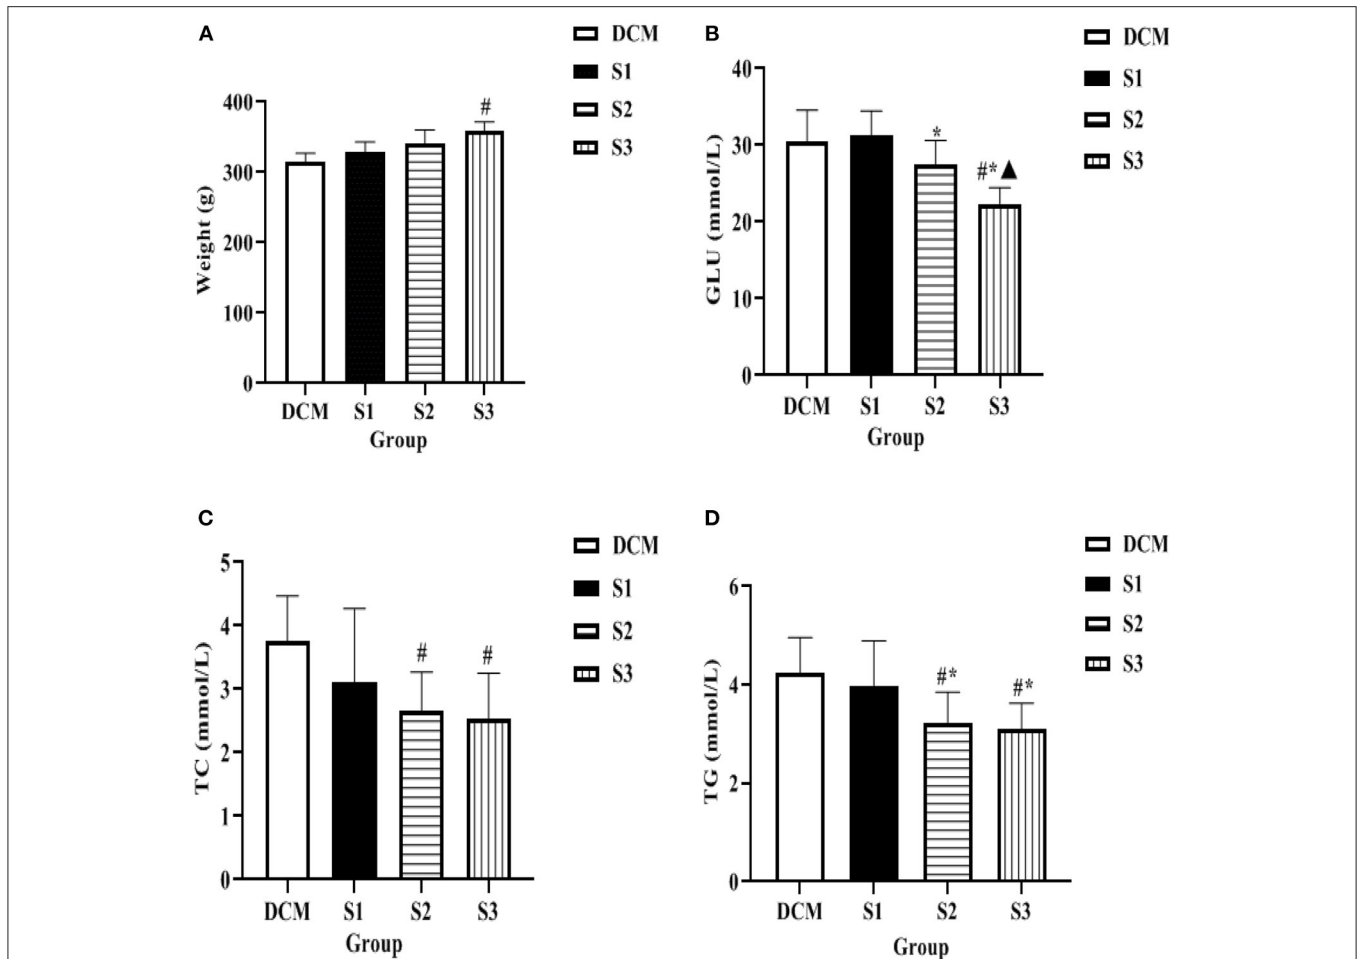 A
DCM
S1
S2
S3
Weight (g)
400
300
200
100
0
#
DCM S1 S2 S3
Group
B
DCM
S1
S2
S3
GLU (mmol/L)
40
30
20
10
0
*
#*▲
DCM S1 S2 S3
Group
C
DCM
S1
S2
S3
TC (mmol/L)
5
4
3
2
1
0
# #
DCM S1 S2 S3
Group
D
DCM
S1
S2
S3
TG (mmol/L)
6
4
2
0
#* #*
DCM S1 S2 S3
Group